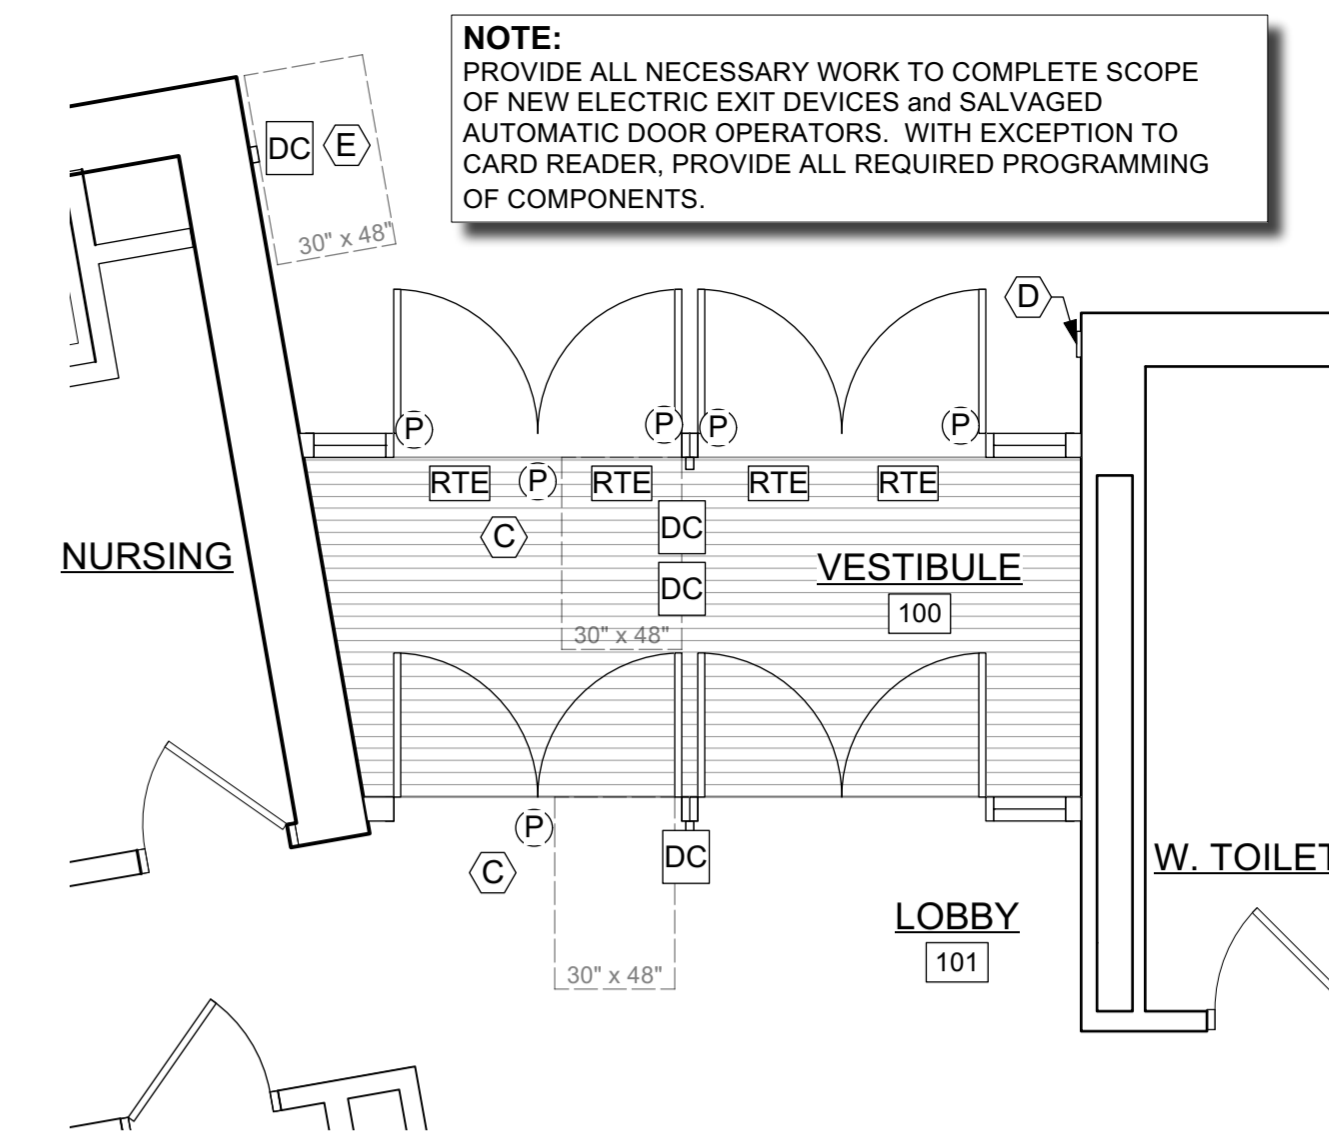 NOTE:
PROVIDE ALL NECESSARY WORK TO COMPLETE SCOPE
OF NEW ELECTRIC EXIT DEVICES and SALVAGED
AUTOMATIC DOOR OPERATORS.  WITH EXCEPTION TO
CARD READER, PROVIDE ALL REQUIRED PROGRAMMING
OF COMPONENTS.
DC E
30" x 48"
D
P P P P
RTE P RTE RTE RTE
C DC
NURSING
VESTIBULE
DC
100
30" x 48"
P
C DC
W. TOILET
LOBBY
101
30" x 48"